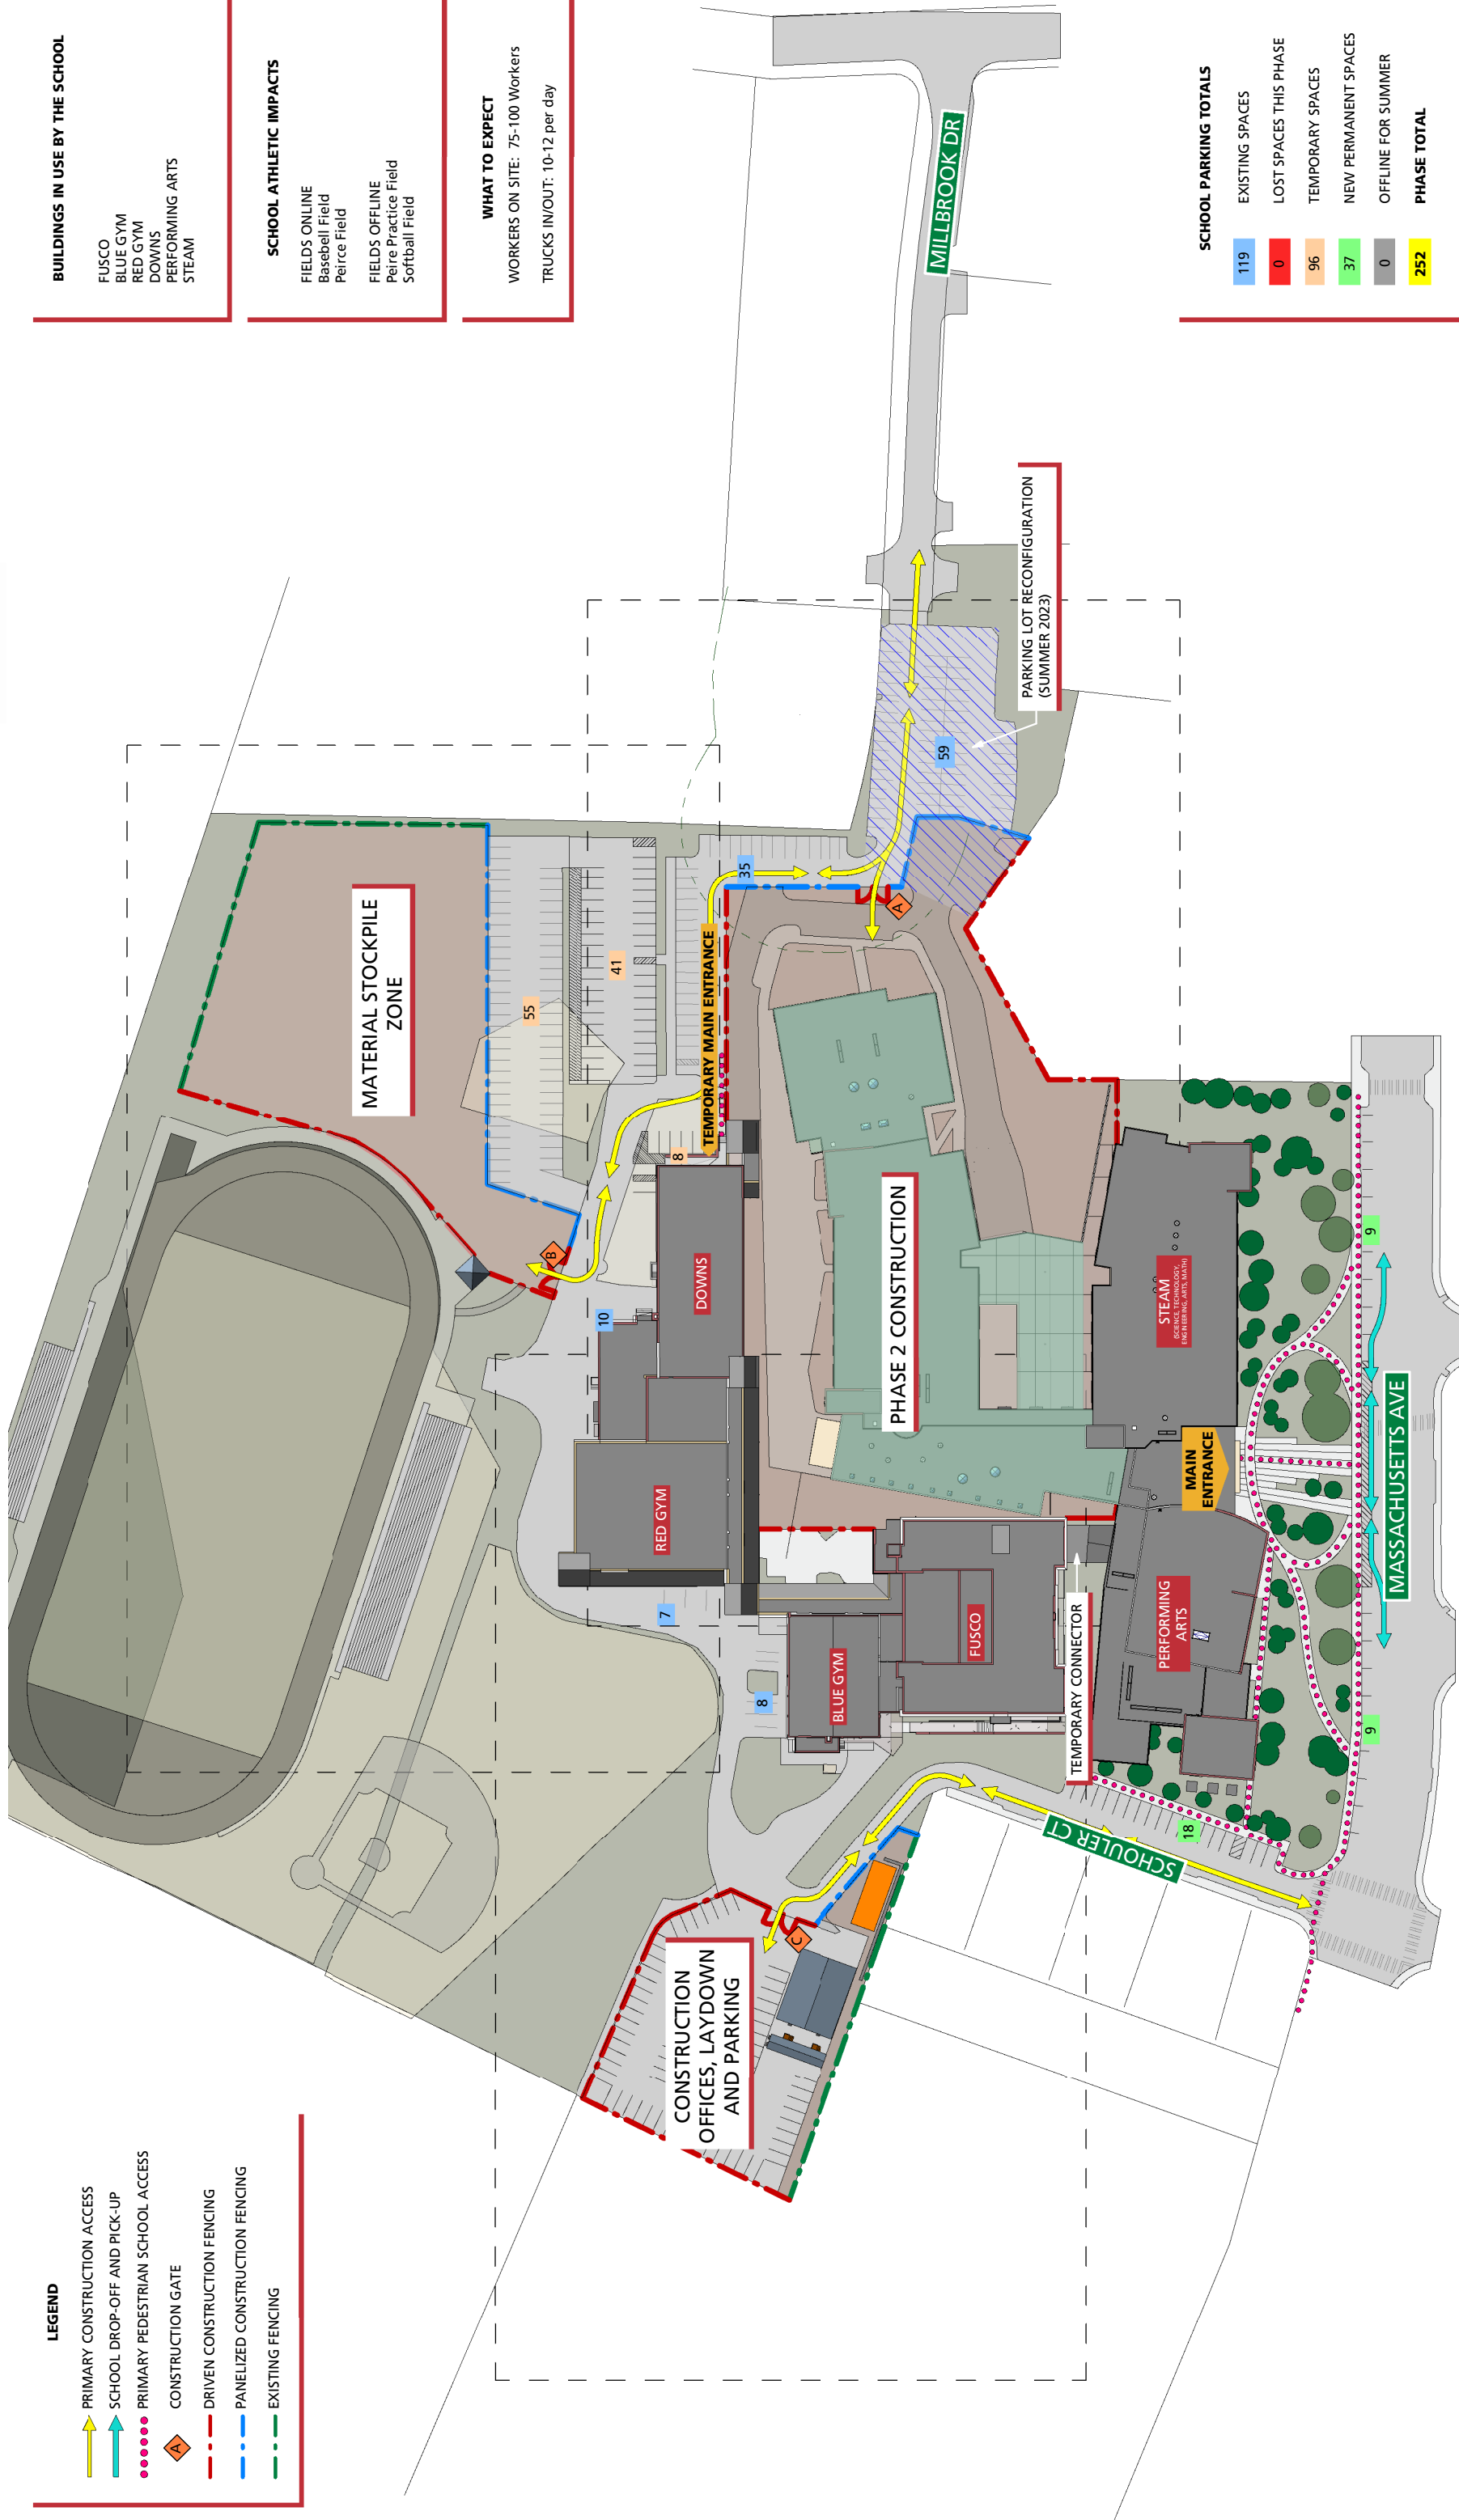 LEGEND
PRIMARY CONSTRUCTION ACCESS
SCHOOL DROP-OFF AND PICK-UP
PRIMARY PEDESTRIAN SCHOOL ACCESS
A
CONSTRUCTION GATE
DRIVEN CONSTRUCTION FENCING
PANELIZED CONSTRUCTION FENCING
EXISTING FENCING
BUILDINGS IN USE BY THE SCHOOL
FUSCO
BLUE GYM
RED GYM
DOWNS
PERFORMING ARTS
STEAM
SCHOOL ATHLETIC IMPACTS
FIELDS ONLINE
Basebell Field
Peirce Field
FIELDS OFFLINE
Peire Practice Field
Softball Field
WHAT TO EXPECT
WORKERS ON SITE: 75-100 Workers
TRUCKS IN/OUT: 10-12 per day
MATERIAL STOCKPILE
ZONE
55
41
B
10
8
35
TEMPORARY MAIN ENTRANCE
DOWNS
RED GYM
7
8
CONSTRUCTION
OFFICES, LAYDOWN
AND PARKING
C
BLUE GYM
FUSCO
PHASE 2 CONSTRUCTION
A
59
MILLBROOK DR
PARKING LOT RECONFIGURATION
(SUMMER 2023)
TEMPORARY CONNECTOR
SCHOULER CT
18
PERFORMING
ARTS
MAIN
ENTRANCE
STEAM
(SCIENCE, TECHNOLOGY,
ENGINEERING, ARTS, MATH)
9
9
MASSACHUSETTS AVE
SCHOOL PARKING TOTALS
119 EXISTING SPACES
0 LOST SPACES THIS PHASE
96 TEMPORARY SPACES
37 NEW PERMANENT SPACES
0 OFFLINE FOR SUMMER
252 PHASE TOTAL